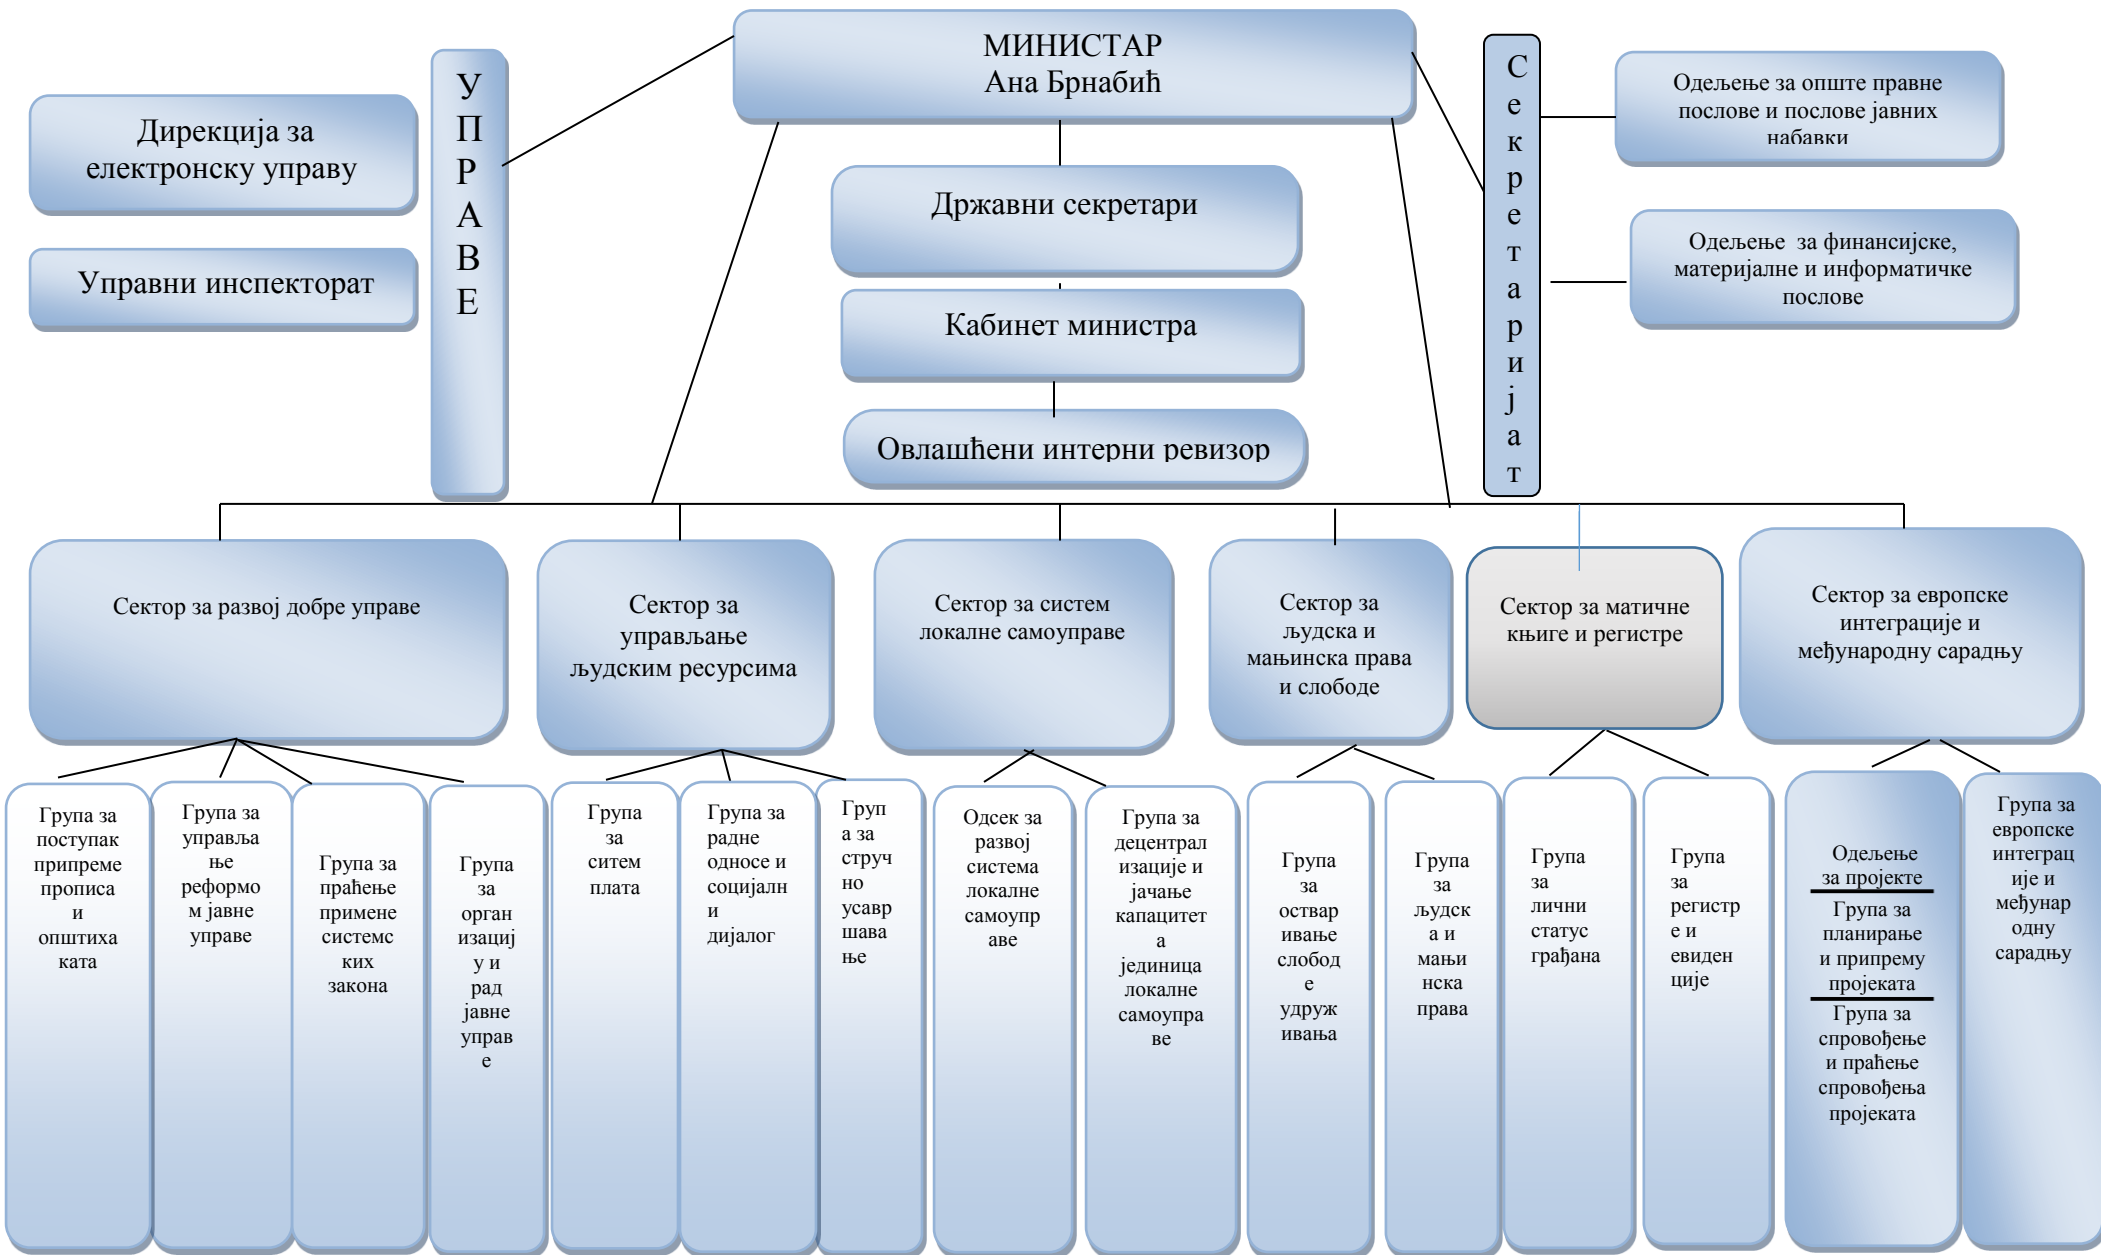 МИНИСТАР
Ана Брнабић
У
П
Р
А
В
Е
Дирекција за
електронску управу
Управни инспекторат
Државни секретари
Кабинет министра
Овлашћени интерни ревизор
С
е
к
р
е
т
а
р
и
ј
а
т
Одељење за опште правне
послове и послове јавних
набавки
Одељење за финансијске,
материјалне и информатичке
послове
Сектор за развој добре управе
Сектор за
управљање
људским ресурсима
Сектор за систем
локалне самоуправе
Сектор за
људска и
мањинска права
и слободе
Сектор за матичне
књиге и регистре
Сектор за европске
интеграције и
међународну сарадњу
Група за
поступак
припреме
прописа
и
општиха
ката
Група за
управља
ње
реформо
м јавне
управе
Група за
праћење
примене
системс
ких
закона
Група
за
орган
изациј
у и
рад
јавне
управ
е
Група
за
ситем
плата
Група за
радне
односе и
социјалн
и
дијалог
Груп
а за
струч
но
усавр
шава
ње
Одсек за
развој
система
локалне
самоупр
аве
Група за
децентрал
изације и
јачање
капацитет
а
јединица
локалне
самоупра
ве
Група
за
оствар
ивање
слобод
е
удруж
ивања
Група
за
људск
а и
мањи
нска
права
Група
за
лични
статус
грађана
Група
за
регистр
е и
евиден
ције
Одељење
за пројекте
Група за
планирање
и припрему
пројеката
Група за
спровођење
и праћење
спровођења
пројеката
Група за
европске
интеграц
ије и
међунар
одну
сарадњу